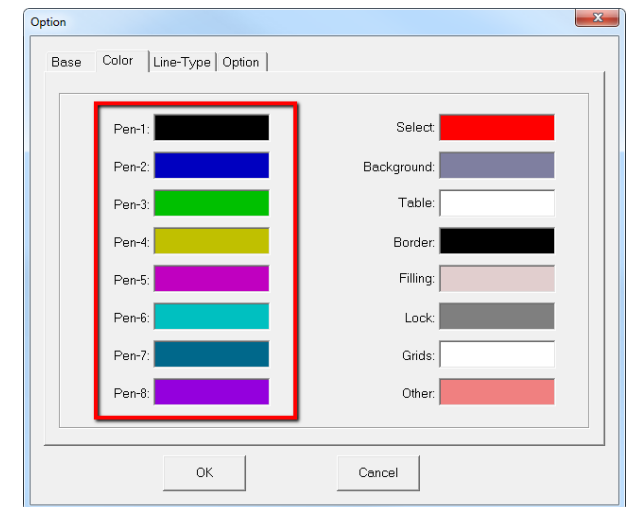 Option
Base Color Line-Type Option
Pen-1: Select:
Pen-2: Background:
Pen-3: Table:
Pen-4: Border:
Pen-5: Filling:
Pen-6: Lock:
Pen-7: Grids:
Pen-8: Other:
OK Cancel